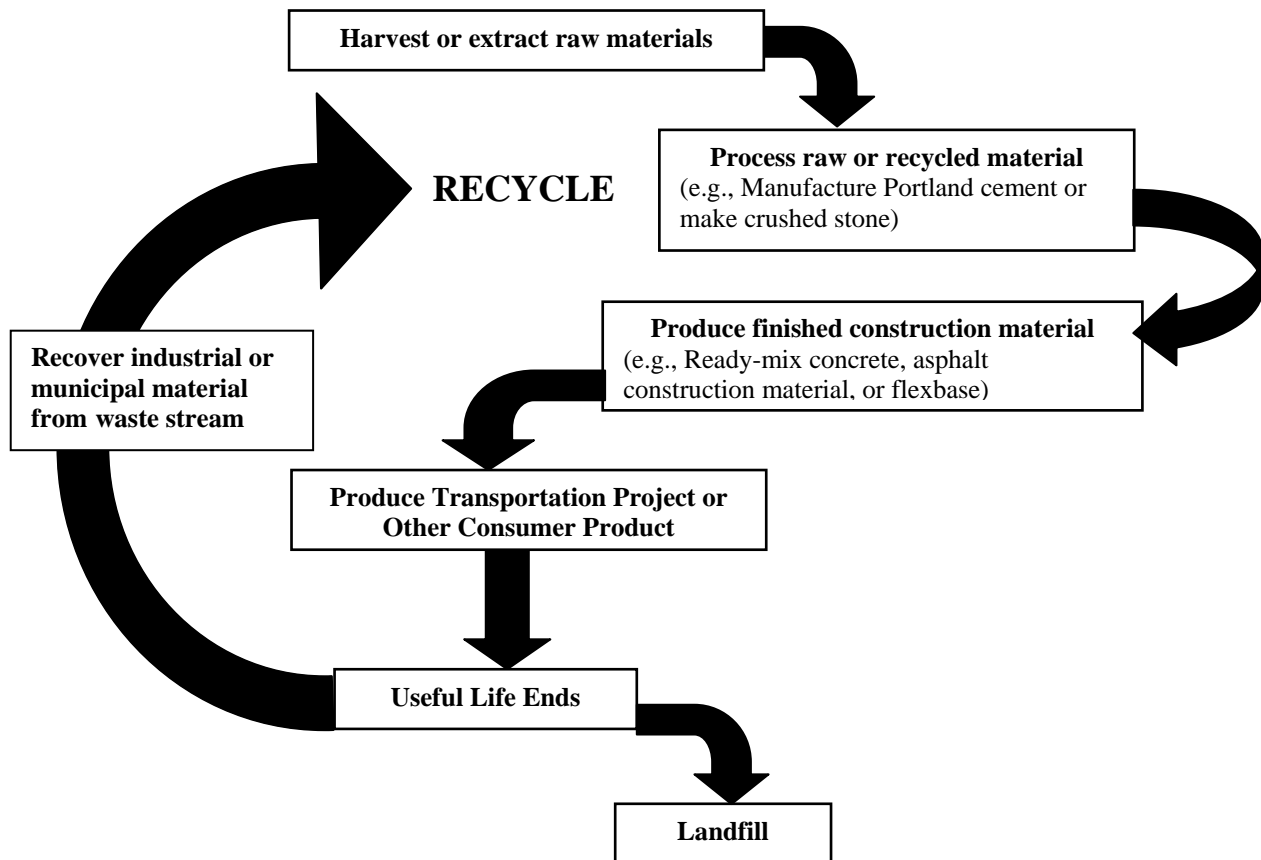 Harvest or extract raw materials
Process raw or recycled material
(e.g., Manufacture Portland cement or
make crushed stone)
RECYCLE
Produce finished construction material
(e.g., Ready-mix concrete, asphalt
construction material, or flexbase)
Recover industrial or
municipal material
from waste stream
Produce Transportation Project or
Other Consumer Product
Useful Life Ends
Landfill